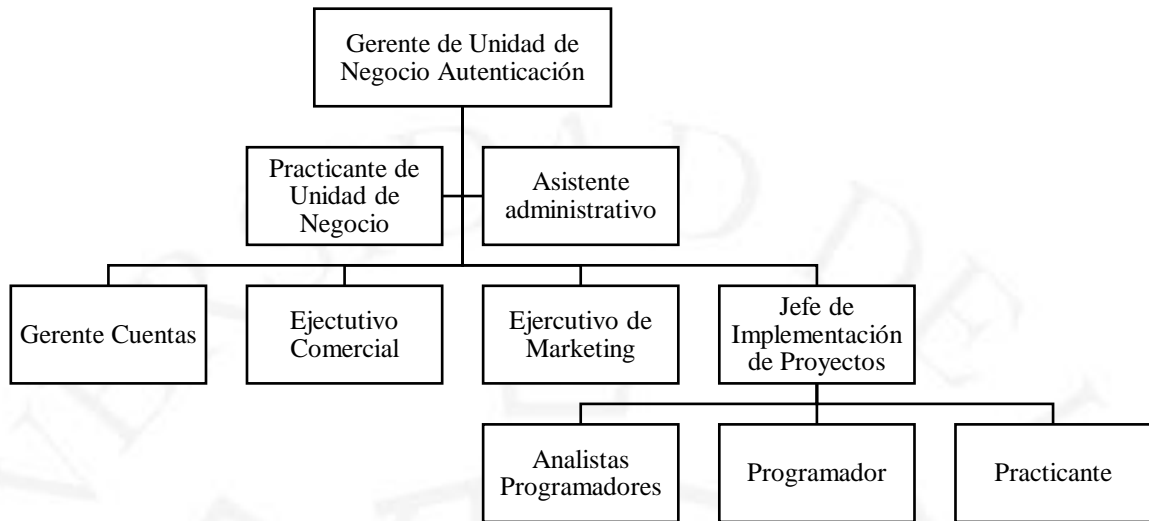 Gerente de Unidad de
Negocio Autenticación
Practicante de
Unidad de
Negocio
Asistente
administrativo
Gerente Cuentas
Ejectutivo
Comercial
Ejercutivo de
Marketing
Jefe de
Implementación
de Proyectos
Analistas
Programadores
Programador
Practicante